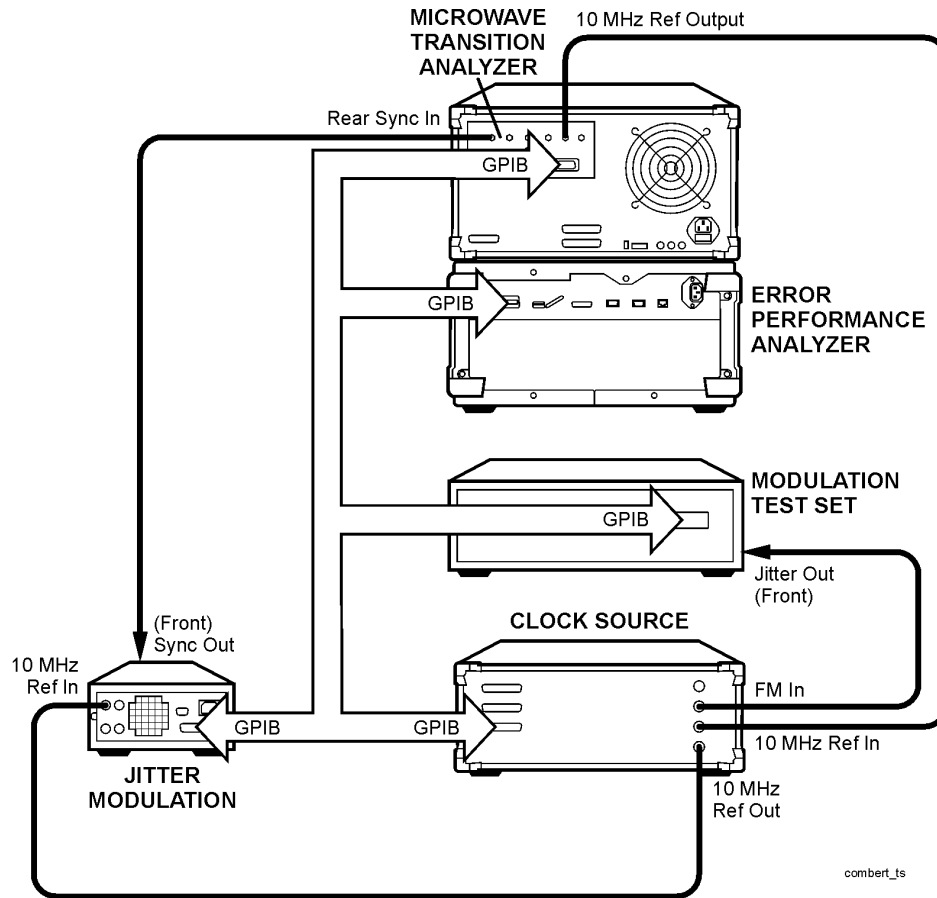 MICROWAVE
TRANSITION
ANALYZER
10 MHz Ref Output
Rear Sync In
GPIB
GPIB
ERROR
PERFORMANCE
ANALYZER
MODULATION
TEST SET
GPIB
Jitter Out
(Front)
CLOCK SOURCE
(Front)
Sync Out
10 MHz
Ref In
FM In
GPIB
GPIB
10 MHz Ref In
JITTER
MODULATION
10 MHz
Ref Out
combert_ts